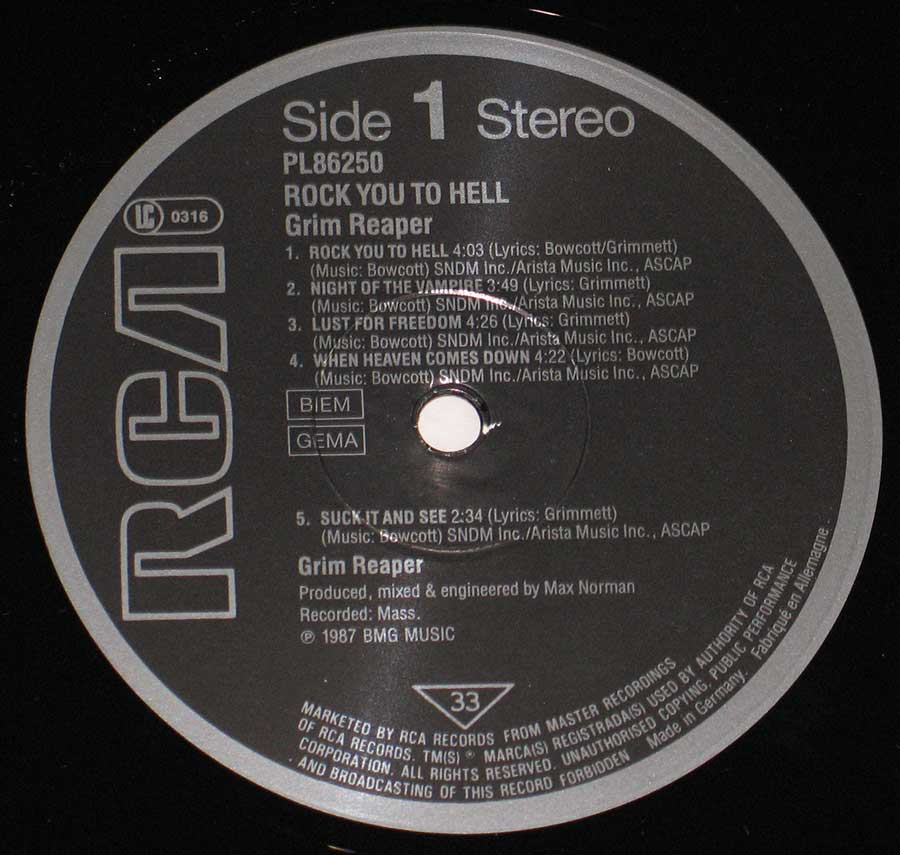 Side 1 Stereo
PL86250
ROCK YOU TO HELL
Grim Reaper
LC 0316
RCA
1. ROCK YOU TO HELL 4:03 (Lyrics: Bowcott/Grimmett)
(Music: Bowcott) SNDM Inc./Arista Music Inc., ASCAP
2. NIGHT OF THE VAMPIRE 3:49 (Lyrics: Grimmett)
(Music: Bowcott) SNDM Inc./Arista Music Inc., ASCAP
3. LUST FOR FREEDOM 4:26 (Lyrics: Grimmett)
(Music: Bowcott) SNDM Inc./Arista Music Inc., ASCAP
4. WHEN HEAVEN COMES DOWN 4:22 (Lyrics: Bowcott)
(Music: Bowcott) SNDM Inc./Arista Music Inc., ASCAP
BIEM
GEMA
5. SUCK IT AND SEE 2:34 (Lyrics: Grimmett)
(Music: Bowcott) SNDM Inc./Arista Music Inc., ASCAP
Grim Reaper
Produced, mixed & engineered by Max Norman
Recorded: Mass.
℗ 1987 BMG MUSIC
33
MARKETED BY RCA RECORDS FROM MASTER RECORDINGS
OF RCA RECORDS. TM(S) ® MARCA(S) REGISTRADA(S) USED BY AUTHORITY OF RCA
CORPORATION. ALL RIGHTS RESERVED. UNAUTHORISED COPYING, PUBLIC PERFORMANCE
AND BROADCASTING OF THIS RECORD FORBIDDEN Made in Germany. Fabriqué en Allemagne.